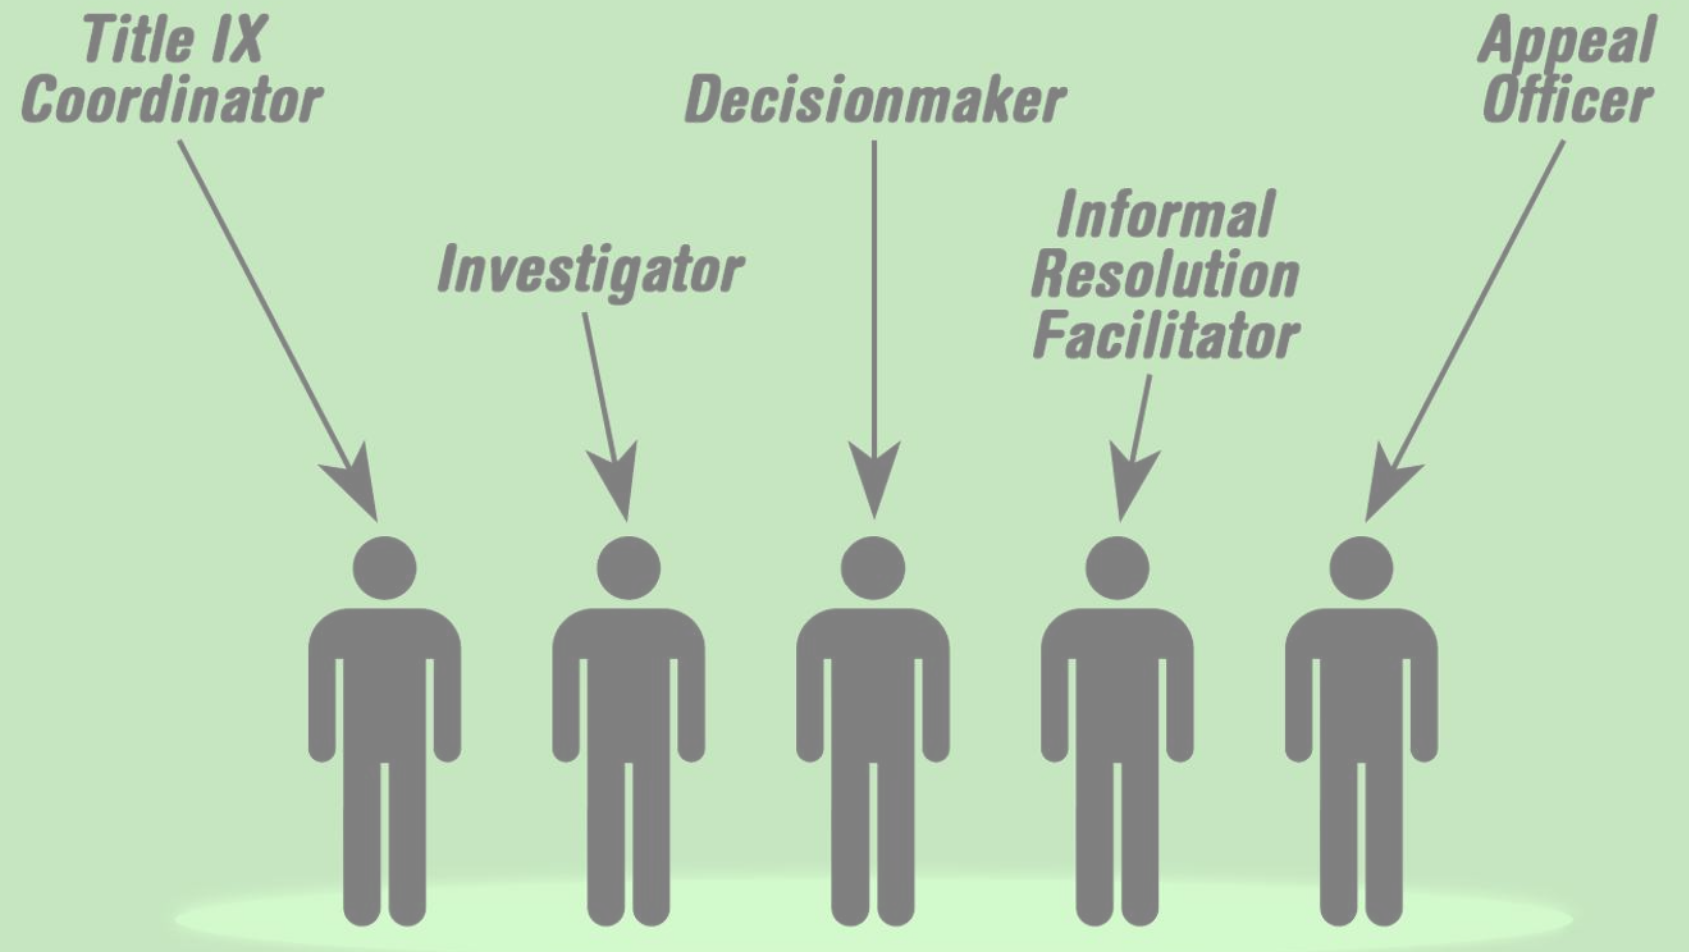 Title IX
Coordinator
Investigator
Decisionmaker
Informal
Resolution
Facilitator
Appeal
Officer